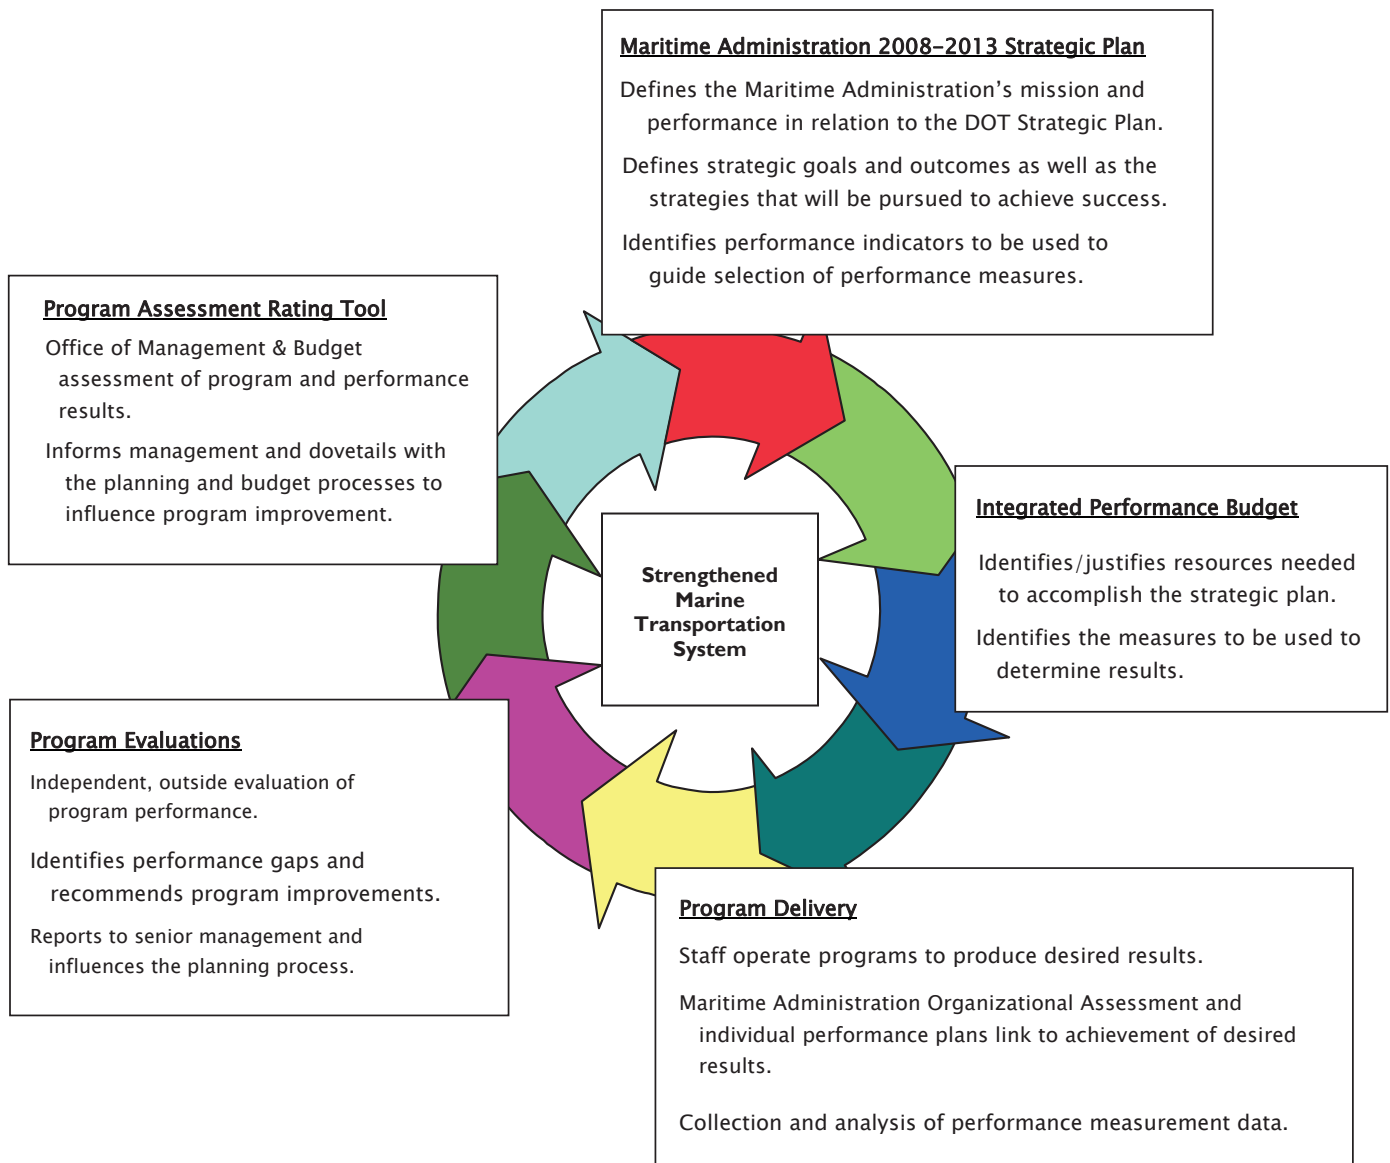 Maritime Administration 2008–2013 Strategic Plan
Defines the Maritime Administration’s mission and
performance in relation to the DOT Strategic Plan.
Defines strategic goals and outcomes as well as the
strategies that will be pursued to achieve success.
Identifies performance indicators to be used to
guide selection of performance measures.
Program Assessment Rating Tool
Office of Management & Budget
assessment of program and performance
results.
Informs management and dovetails with
the planning and budget processes to
influence program improvement.
Integrated Performance Budget
Identifies/justifies resources needed
to accomplish the strategic plan.
Identifies the measures to be used to
determine results.
Strengthened
Marine
Transportation
System
Program Evaluations
Independent, outside evaluation of
program performance.
Identifies performance gaps and
recommends program improvements.
Reports to senior management and
influences the planning process.
Program Delivery
Staff operate programs to produce desired results.
Maritime Administration Organizational Assessment and
individual performance plans link to achievement of desired
results.
Collection and analysis of performance measurement data.